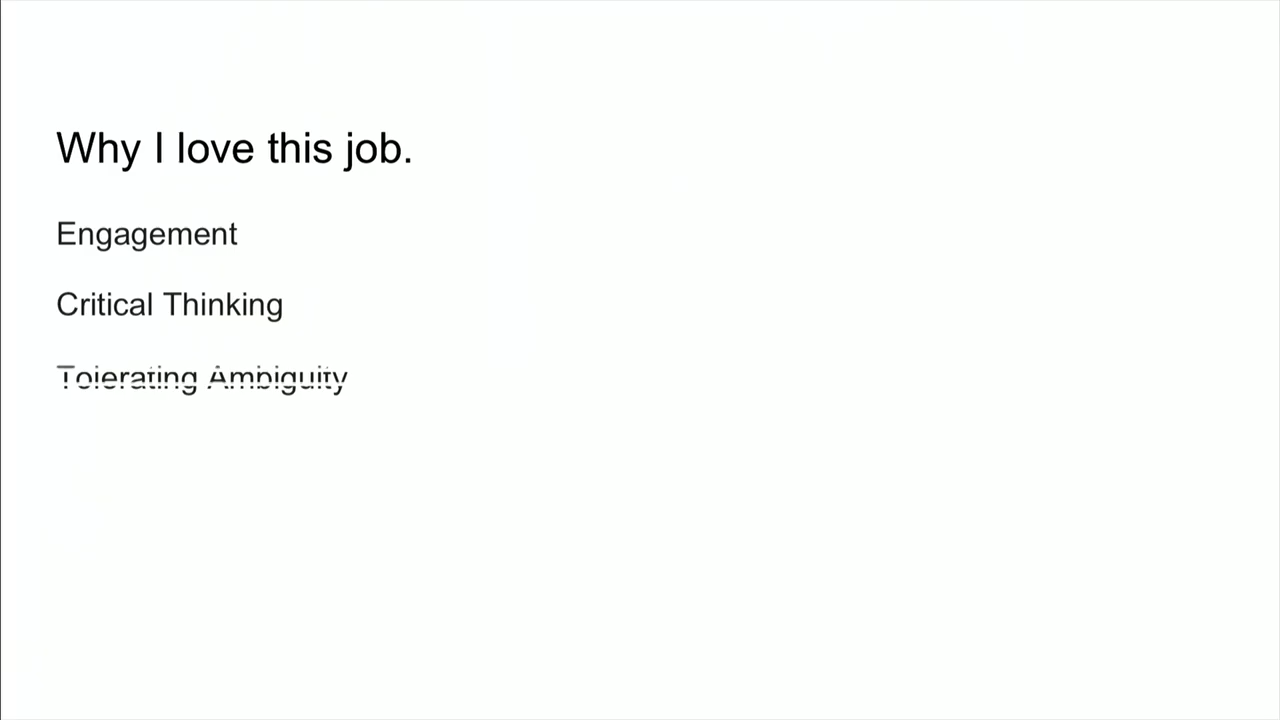 Why I love this job.
Engagement
Critical Thinking
Tolerating Ambiguity